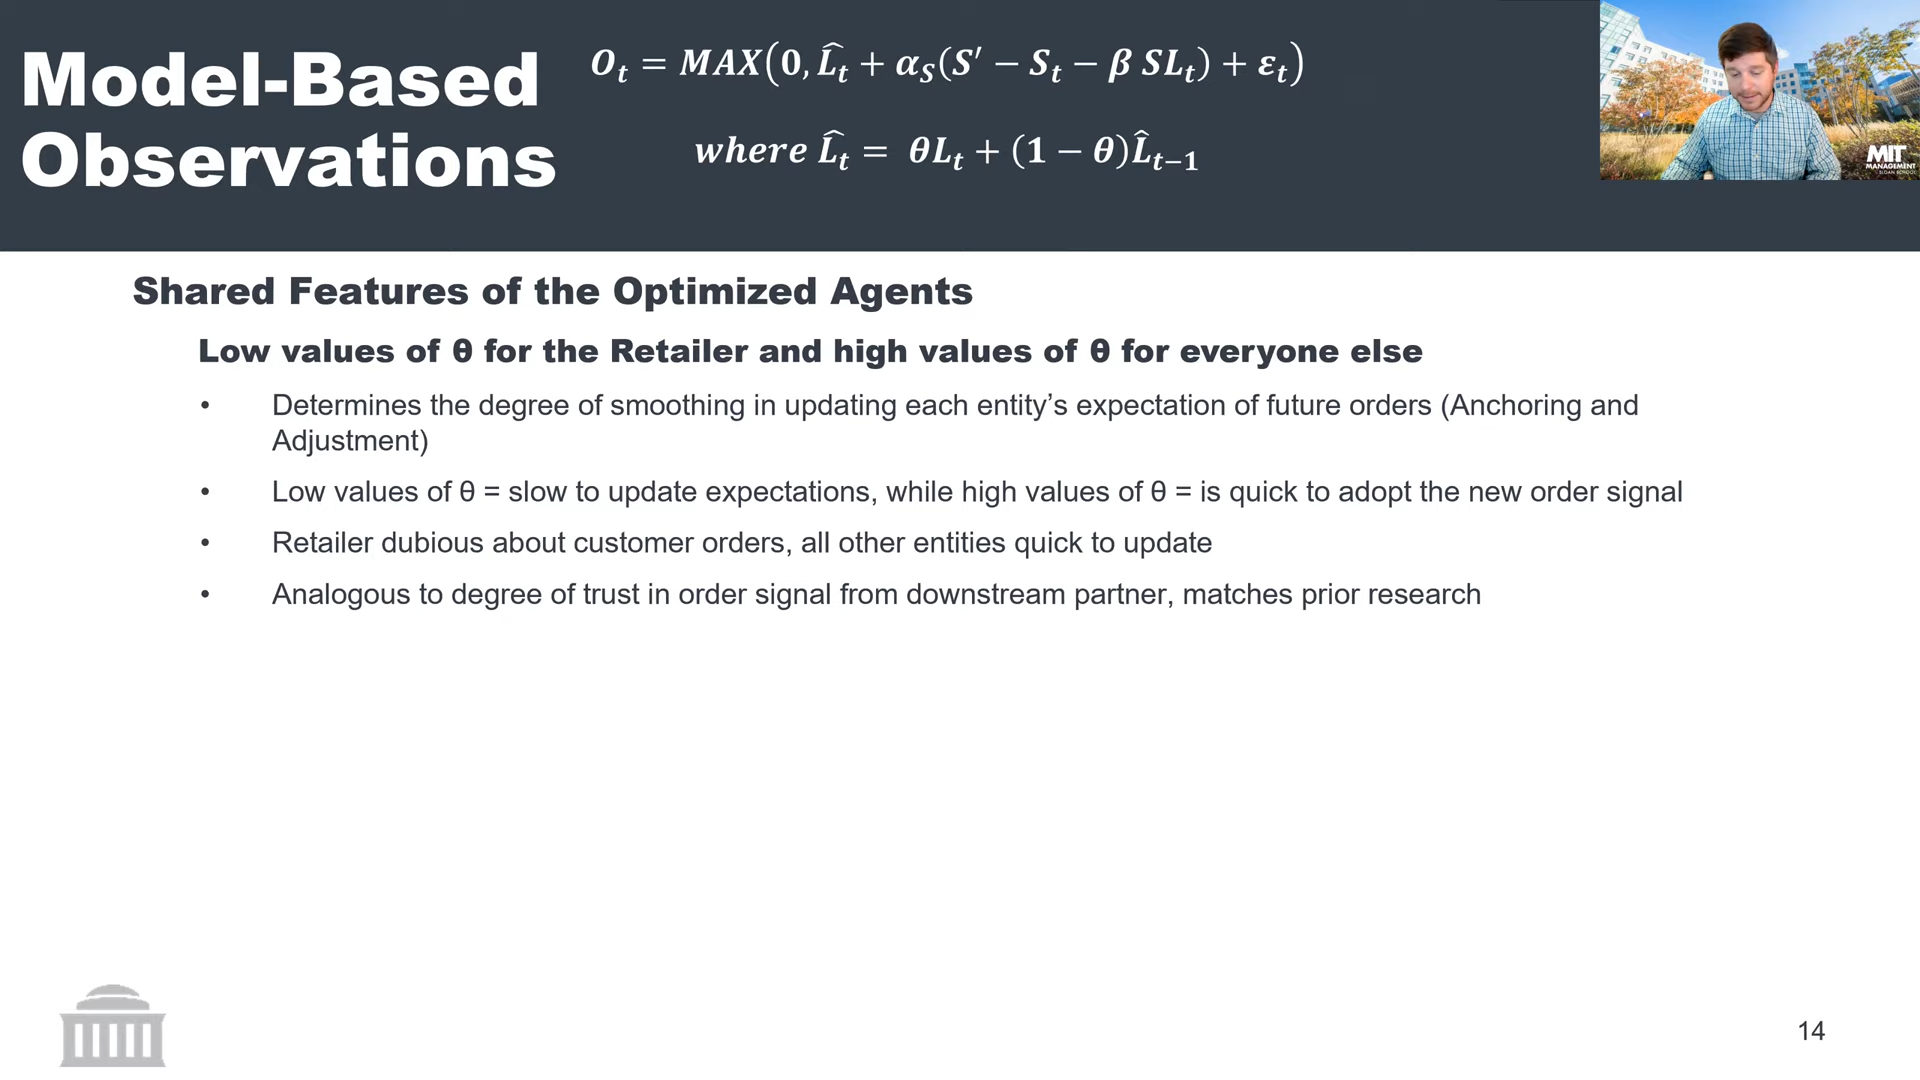 Model-Based
Observations
O_t = MAX(0, L̂_t + α_S(S′ − S_t − β SL_t) + ε_t)
where L̂_t = θL_t + (1 − θ)L̂_{t−1}
MIT
MANAGEMENT
SLOAN SCHOOL
Shared Features of the Optimized Agents
Low values of θ for the Retailer and high values of θ for everyone else
• Determines the degree of smoothing in updating each entity’s expectation of future orders (Anchoring and
Adjustment)
• Low values of θ = slow to update expectations, while high values of θ = is quick to adopt the new order signal
• Retailer dubious about customer orders, all other entities quick to update
• Analogous to degree of trust in order signal from downstream partner, matches prior research
14